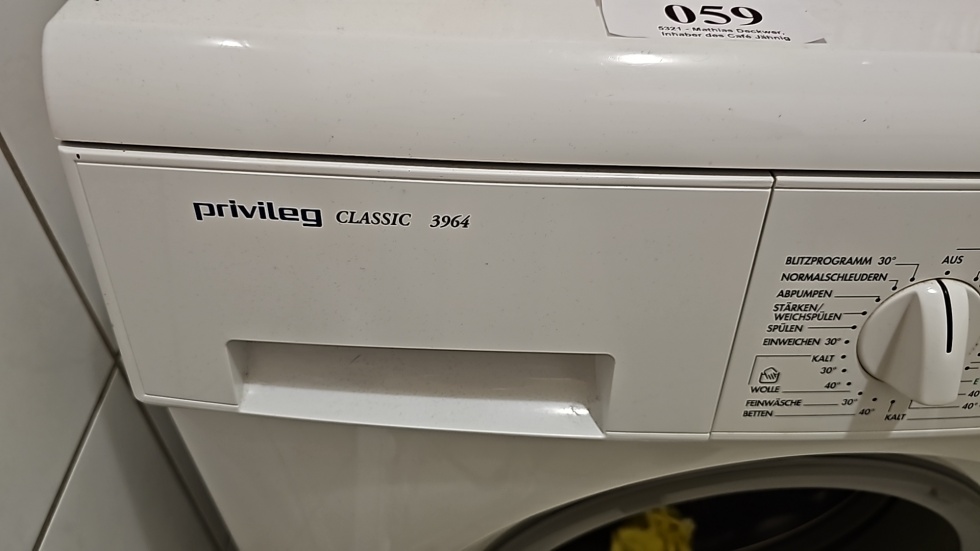 059
5321 - Mathias Deckwer,
Inhaber des Café Jähnig
privileg CLASSIC 3964
AUS
BLITZPROGRAMM 30°
NORMALSCHLEUDERN
ABPUMPEN
STÄRKEN/
WEICHSPÜLEN
SPÜLEN
EINWEICHEN 30°
KALT
30°
WOLLE 40°
FEINWÄSCHE 30°
BETTEN 40°
KALT
40°
40°